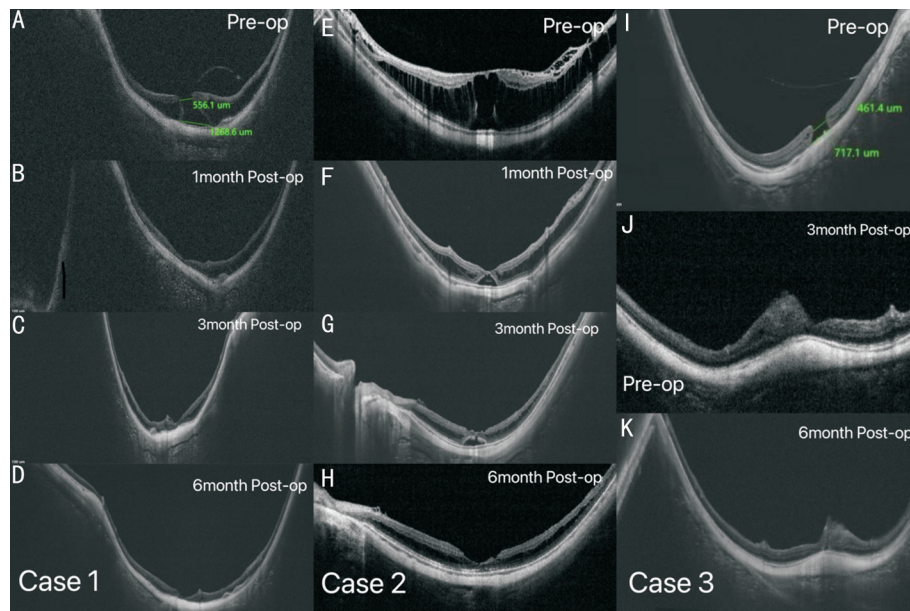 A
Pre-op
556.1 um
1268.6 um
B
1month Post-op
C
3month Post-op
D
6month Post-op
Case 1
E
Pre-op
F
1month Post-op
G
3month Post-op
H
6month Post-op
Case 2
I
Pre-op
461.4 um
717.1 um
J
3month Post-op
Pre-op
K
6month Post-op
Case 3